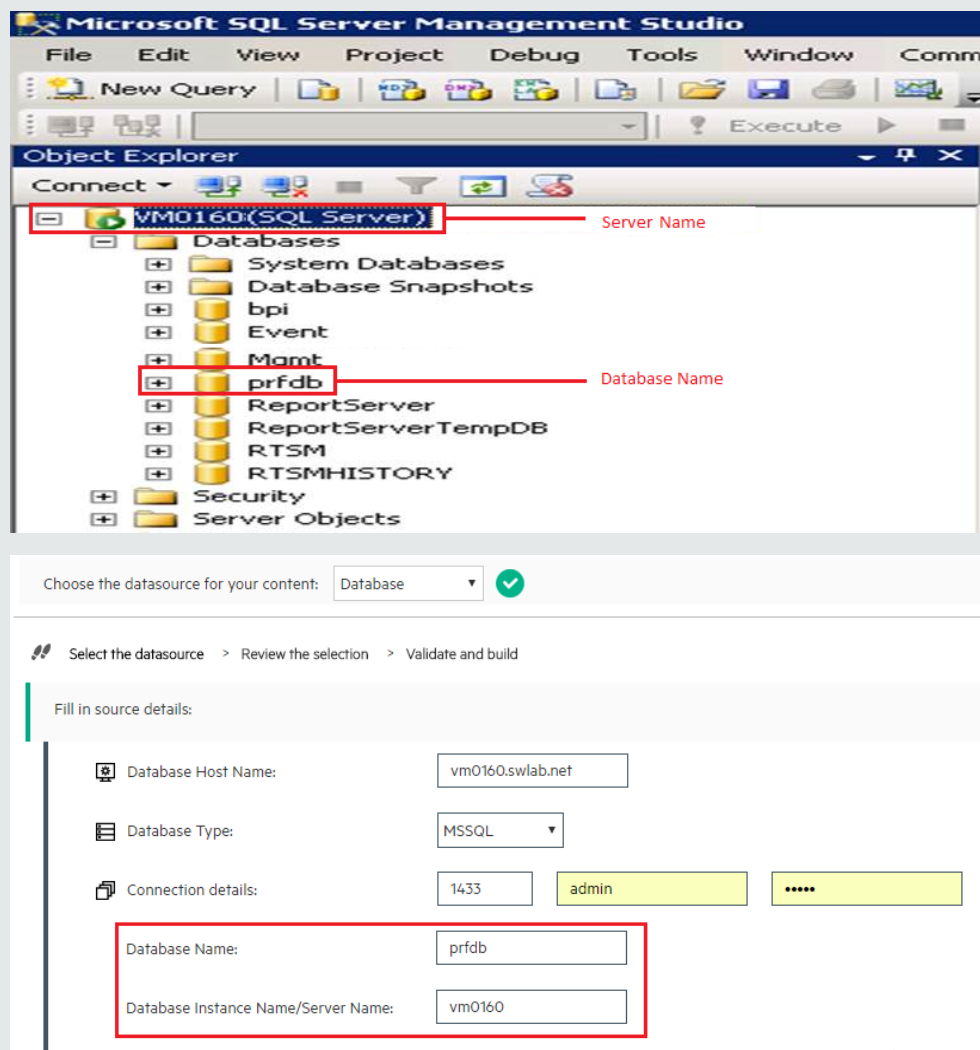 Microsoft SQL Server Management Studio
File Edit View Project Debug Tools Window Comm
New Query
Execute
Object Explorer
Connect
VM0160(SQL Server)
Server Name
Databases
System Databases
Database Snapshots
bpi
Event
Mgmt
prfdb
Database Name
ReportServer
ReportServerTempDB
RTSM
RTSMHISTORY
Security
Server Objects
Choose the datasource for your content: Database
Select the datasource > Review the selection > Validate and build
Fill in source details:
Database Host Name: vm0160.swlab.net
Database Type: MSSQL
Connection details: 1433 admin •••••
Database Name: prfdb
Database Instance Name/Server Name: vm0160